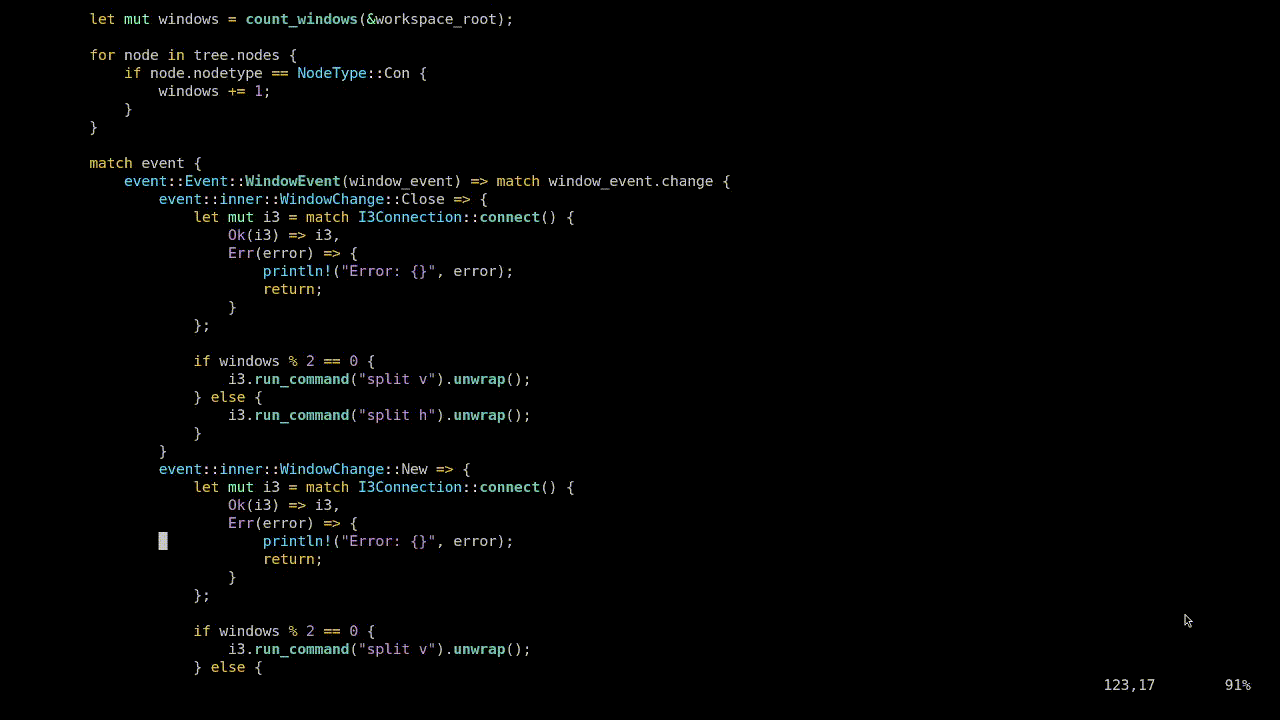 let mut windows = count_windows(&workspace_root);
for node in tree.nodes {
if node.nodetype == NodeType::Con {
windows += 1;
}
}
match event {
event::Event::WindowEvent(window_event) => match window_event.change {
event::inner::WindowChange::Close => {
let mut i3 = match I3Connection::connect() {
Ok(i3) => i3,
Err(error) => {
println!("Error: {}", error);
return;
}
};
if windows % 2 == 0 {
i3.run_command("split v").unwrap();
} else {
i3.run_command("split h").unwrap();
}
}
event::inner::WindowChange::New => {
let mut i3 = match I3Connection::connect() {
Ok(i3) => i3,
Err(error) => {
println!("Error: {}", error);
return;
}
};
if windows % 2 == 0 {
i3.run_command("split v").unwrap();
} else {
123,17 91%